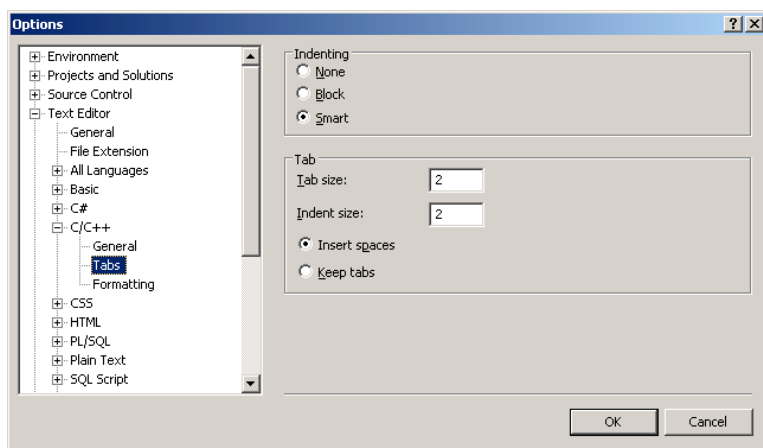 Options
Environment
Projects and Solutions
Source Control
Text Editor
General
File Extension
All Languages
Basic
C#
C/C++
General
Tabs
Formatting
CSS
HTML
PL/SQL
Plain Text
SQL Script
Indenting
None
Block
Smart
Tab
Tab size: 2
Indent size: 2
Insert spaces
Keep tabs
OK Cancel